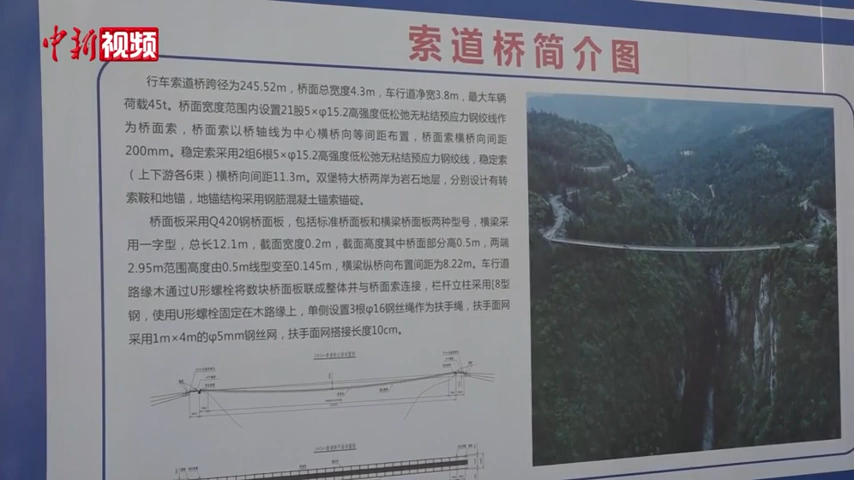 中新视频
索道桥简介图
行车索道桥跨径为245.52m，桥面总宽度4.3m，车行道净宽3.8m，最大车辆
荷载45t。桥面宽度范围内设置21股5×φ15.2高强度低松弛无粘结预应力钢绞线作
为桥面索，桥面索以桥轴线为中心横桥向等间距布置，桥面索横桥向间距
200mm。稳定索采用2组6根5×φ15.2高强度低松弛无粘结预应力钢绞线，稳定索
（上下游各6束）横桥向间距11.3m。双堡特大桥两岸为岩石地层，分别设计有转
索鞍和地锚，地锚结构采用钢筋混凝土锚索锚碇。
桥面板采用Q420钢桥面板，包括标准桥面板和横梁桥面板两种型号，横梁采
用一字型，总长12.1m，截面宽度0.2m，截面高度其中桥面部分高0.5m，两端
2.95m范围高度由0.5m线型变至0.145m，横梁纵桥向布置间距为8.22m。车行道
路缘木通过U形螺栓将数块桥面板联成整体并与桥面索连接，栏杆立柱采用[8型
钢，使用U形螺栓固定在木路缘上，单侧设置3根φ16钢丝绳作为扶手绳，扶手面网
采用1m×4m的φ5mm钢丝网，扶手面网搭接长度10cm。